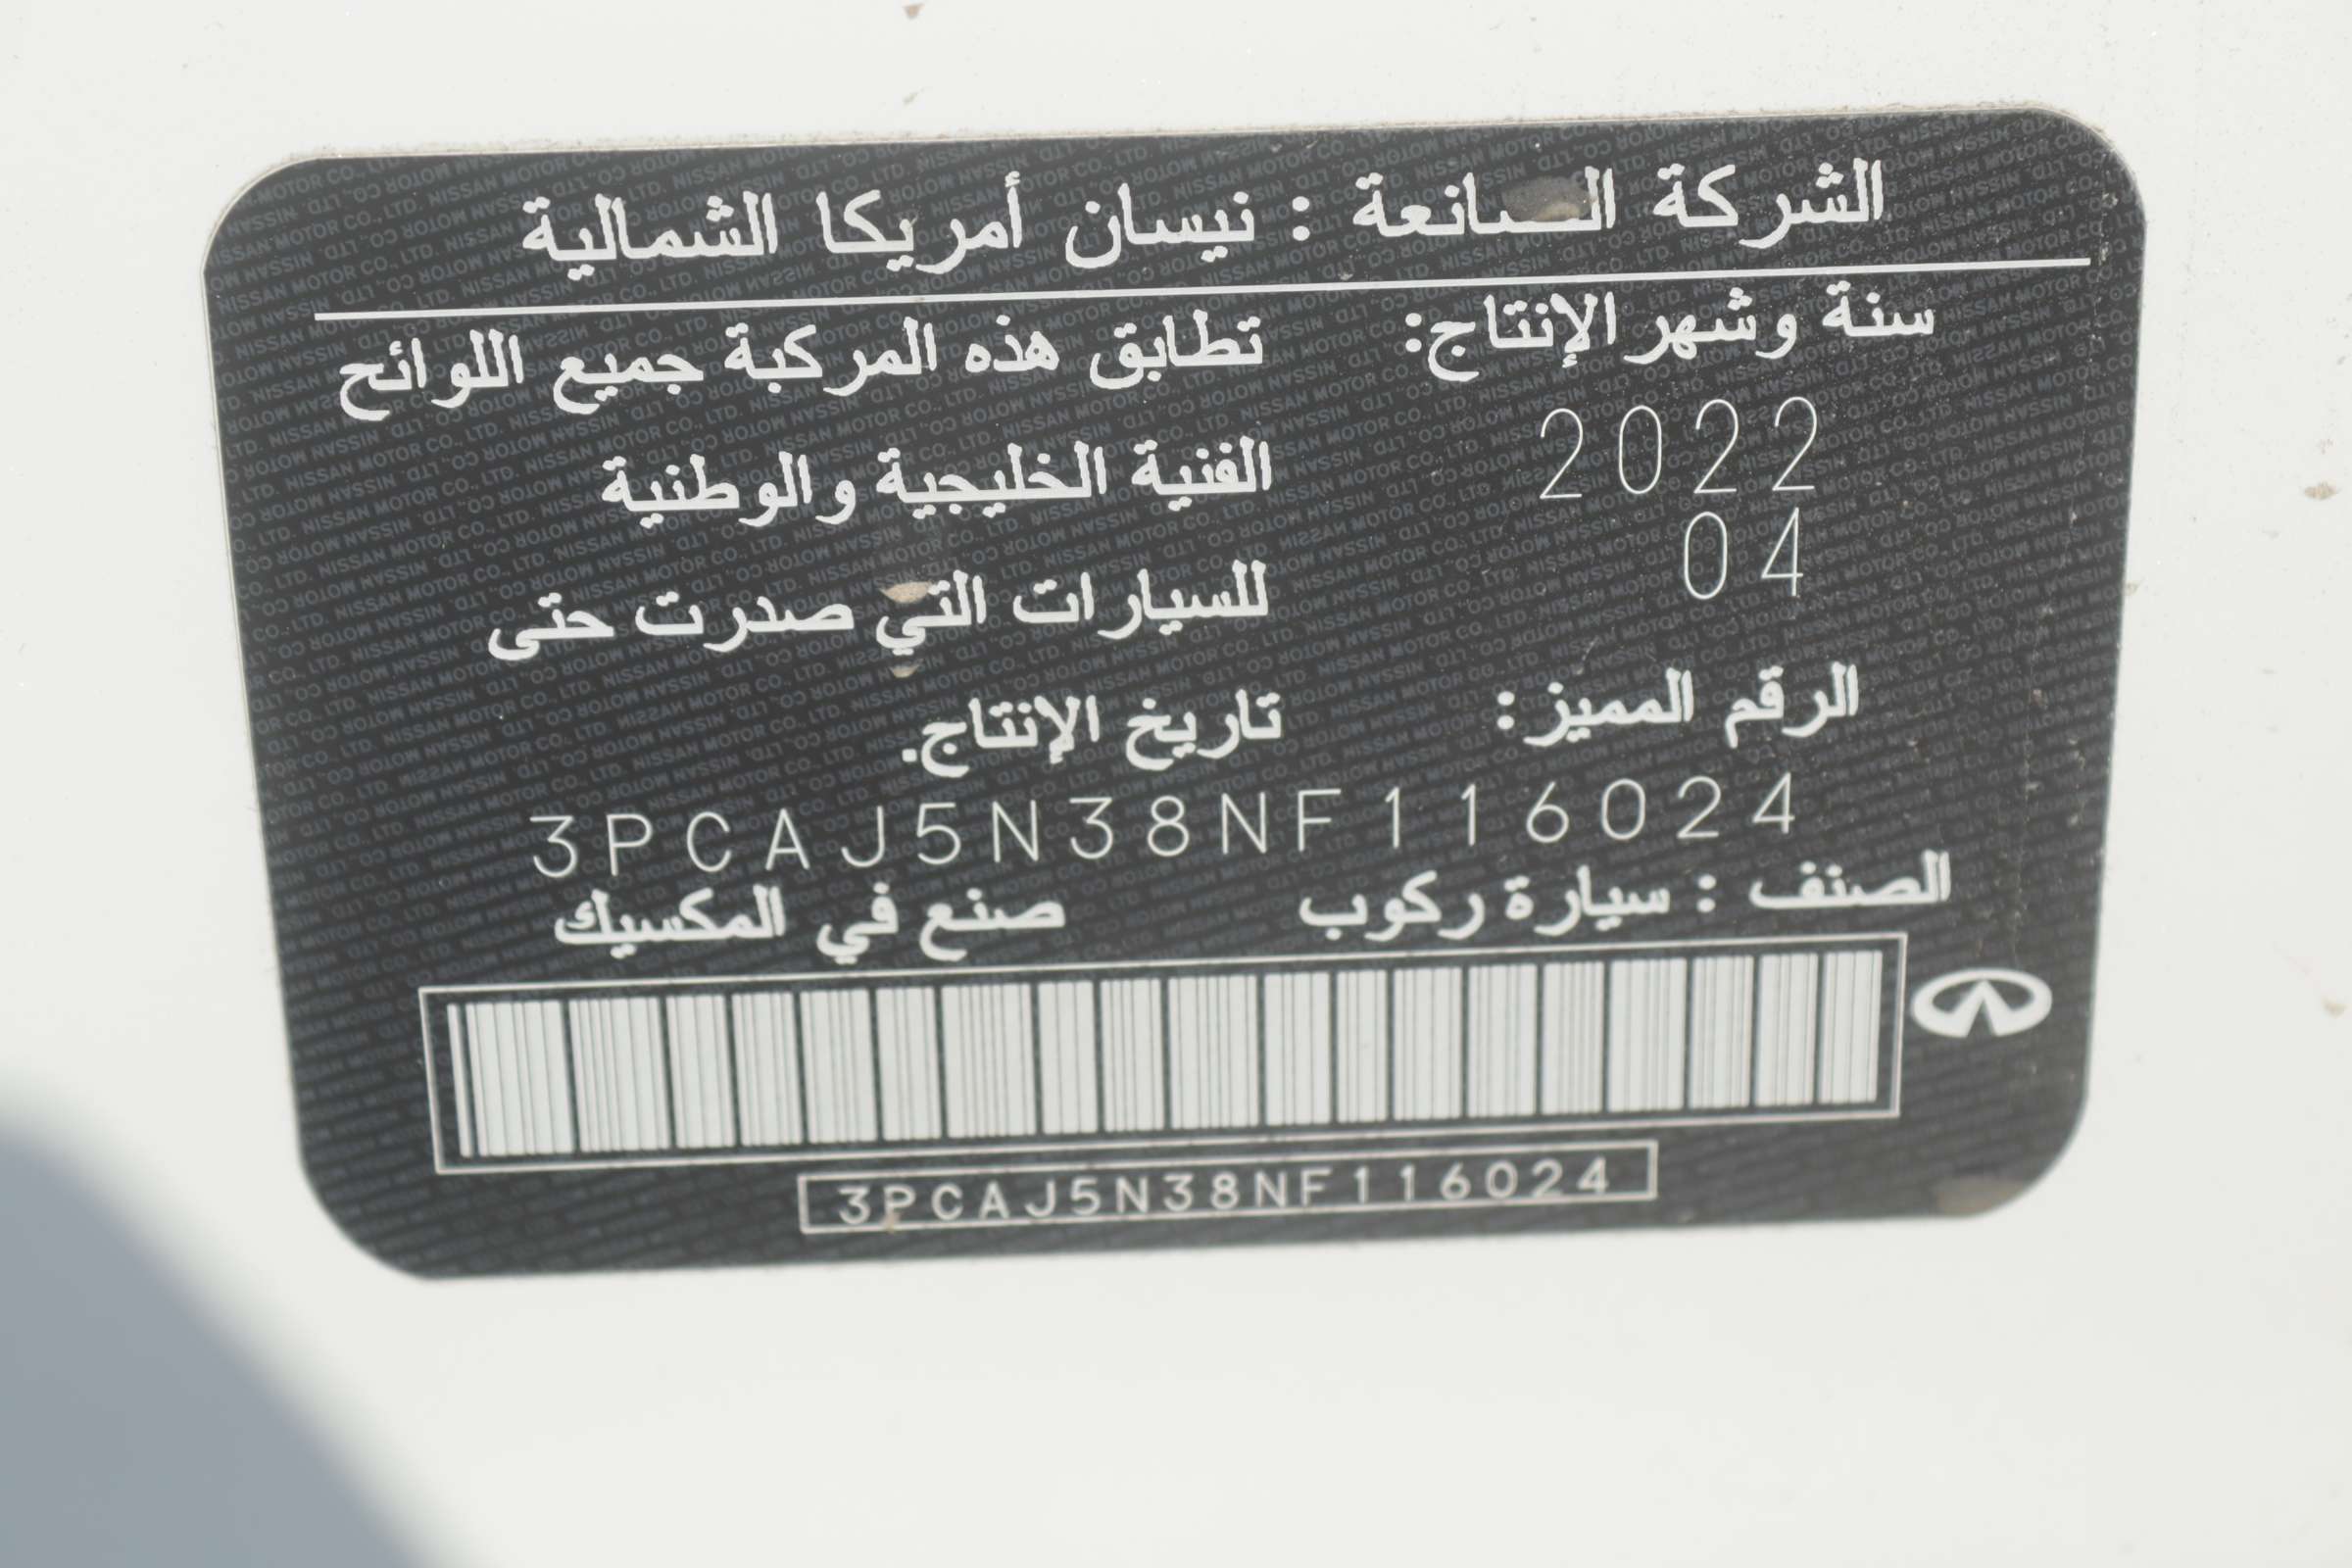 الشركة الصانعة : نيسان أمريكا الشمالية
سنة وشهر الإنتاج:
2022
04
تطابق هذه المركبة جميع اللوائح
الفنية الخليجية والوطنية
للسيارات التي صدرت حتى
تاريخ الإنتاج.
الرقم المميز:
3PCAJ5N38NF116024
الصنف : سيارة ركوب
صنع في المكسيك
3PCAJ5N38NF116024